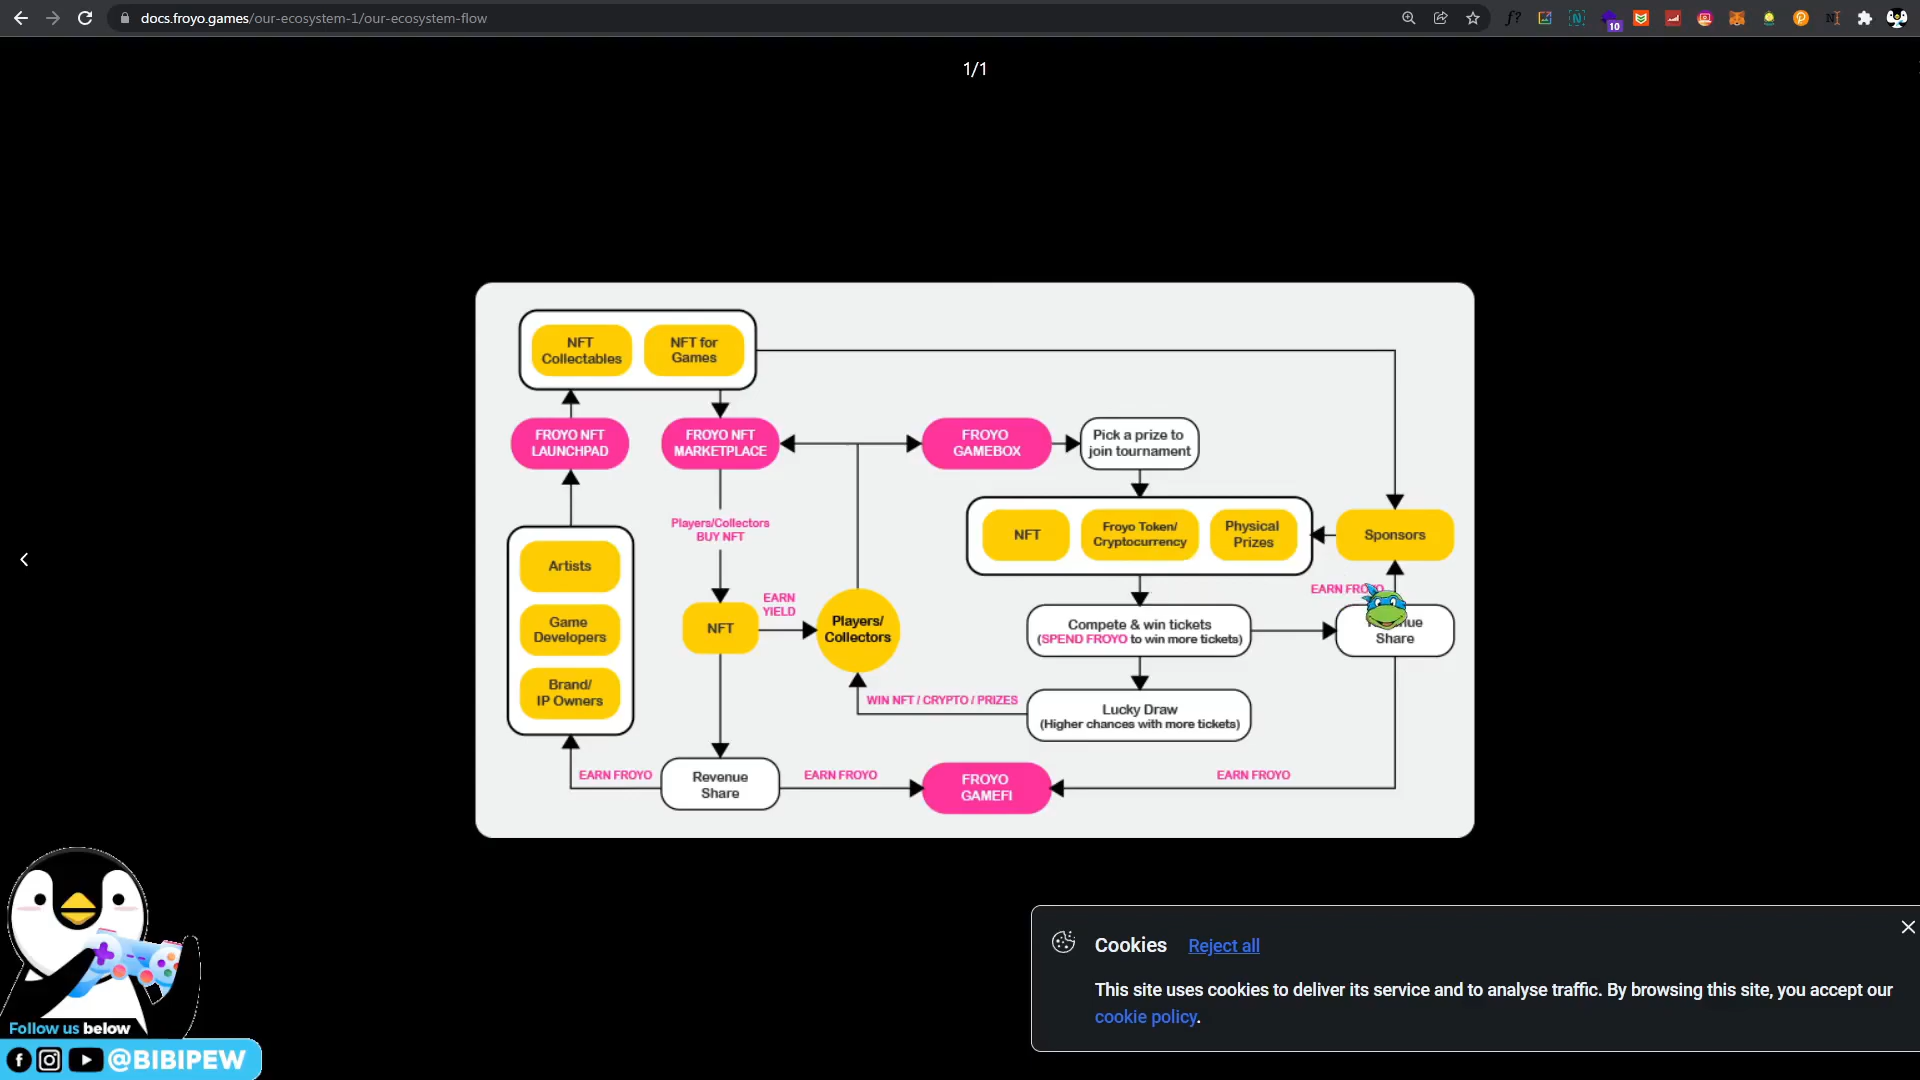 docs.froyo.games/our-ecosystem-1/our-ecosystem-flow
10
1/1
NFT
Collectables
NFT for
Games
FROYO NFT
LAUNCHPAD
FROYO NFT
MARKETPLACE
FROYO
GAMEBOX
Pick a prize to
join tournament
Players/Collectors
BUY NFT
NFT
Froyo Token/
Cryptocurrency
Physical
Prizes
Sponsors
Artists
Game
Developers
Brand/
IP Owners
NFT
EARN
YIELD
Players/
Collectors
EARN FROYO
Compete & win tickets
(SPEND FROYO to win more tickets)
Share
WIN NFT / CRYPTO / PRIZES
Lucky Draw
(Higher chances with more tickets)
EARN FROYO
Revenue
Share
EARN FROYO
FROYO
GAMEFI
EARN FROYO
Cookies
Reject all
This site uses cookies to deliver its service and to analyse traffic. By browsing this site, you accept our
cookie policy.
Follow us below
@BIBIPEW